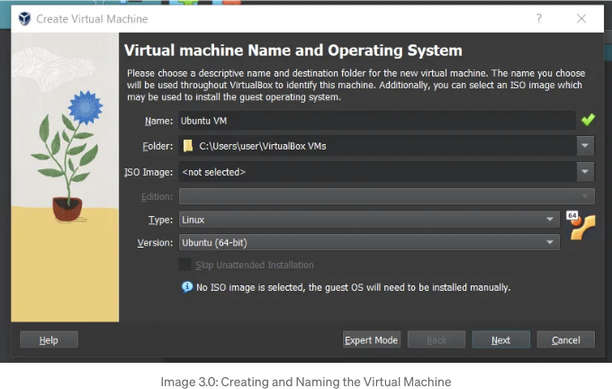 Create Virtual Machine
? ×
Virtual machine Name and Operating System
Please choose a descriptive name and destination folder for the new virtual machine. The name you choose
will be used throughout VirtualBox to identify this machine. Additionally, you can select an ISO image which
may be used to install the guest operating system.
Name: Ubuntu VM
Folder: C:\Users\user\VirtualBox VMs
ISO Image: <not selected>
Edition:
Type: Linux
64
Version: Ubuntu (64-bit)
Skip Unattended Installation
No ISO image is selected, the guest OS will need to be installed manually.
Help Expert Mode Back Next Cancel
Image 3.0: Creating and Naming the Virtual Machine